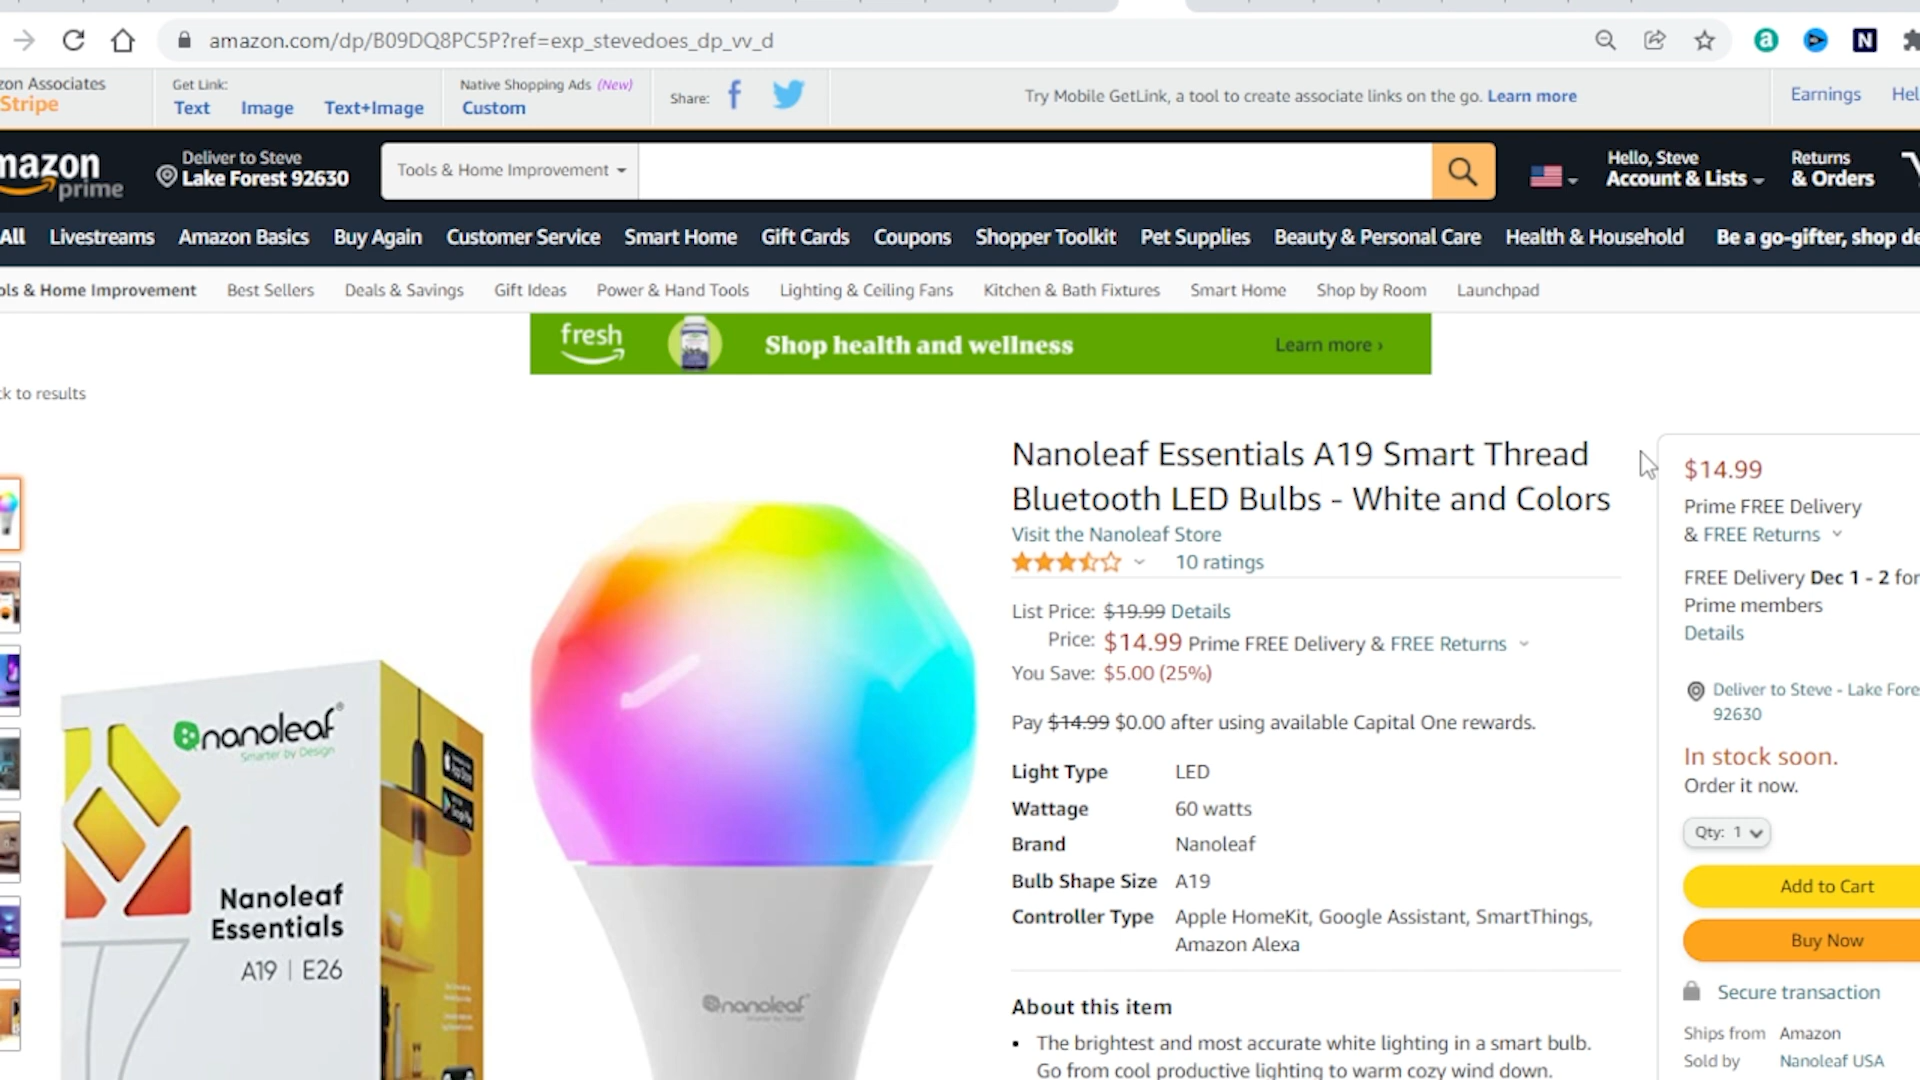 amazon.com/dp/B09DQ8PC5P?ref=exp_stevedoes_dp_vv_d
zon Associates
Stripe
Get Link:
Text Image Text+Image
Native Shopping Ads (New)
Custom
Share:
Try Mobile GetLink, a tool to create associate links on the go. Learn more
Earnings Hel
mazon
prime
Deliver to Steve
Lake Forest 92630
Tools & Home Improvement
Hello, Steve
Account & Lists
Returns
& Orders
All Livestreams Amazon Basics Buy Again Customer Service Smart Home Gift Cards Coupons Shopper Toolkit Pet Supplies Beauty & Personal Care Health & Household Be a go-gifter, shop de
ols & Home Improvement Best Sellers Deals & Savings Gift Ideas Power & Hand Tools Lighting & Ceiling Fans Kitchen & Bath Fixtures Smart Home Shop by Room Launchpad
fresh Shop health and wellness Learn more ›
ck to results
nanoleaf®
Smarter by Design
Nanoleaf
Essentials
A19 | E26
nanoleaf
Nanoleaf Essentials A19 Smart Thread
Bluetooth LED Bulbs - White and Colors
Visit the Nanoleaf Store
10 ratings
List Price: $19.99 Details
Price: $14.99 Prime FREE Delivery & FREE Returns
You Save: $5.00 (25%)
Pay $14.99 $0.00 after using available Capital One rewards.
Light Type LED
Wattage 60 watts
Brand Nanoleaf
Bulb Shape Size A19
Controller Type Apple HomeKit, Google Assistant, SmartThings,
Amazon Alexa
About this item
• The brightest and most accurate white lighting in a smart bulb.
Go from cool productive lighting to warm cozy wind down.
$14.99
Prime FREE Delivery
& FREE Returns
FREE Delivery Dec 1 - 2 for
Prime members
Details
Deliver to Steve - Lake Fore
92630
In stock soon.
Order it now.
Qty: 1
Add to Cart
Buy Now
Secure transaction
Ships from Amazon
Sold by Nanoleaf USA